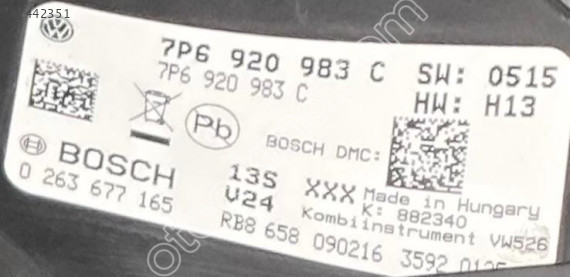 442351
7P6 920 983 C SW: 0515
7P6 920 983 C HW: H13
Pb
BOSCH DMC:
BOSCH 13S XXX Made in Hungary
0 263 677 165 V24 K: 882340
Kombiinstrument VW526
RB8 658 090216 3592